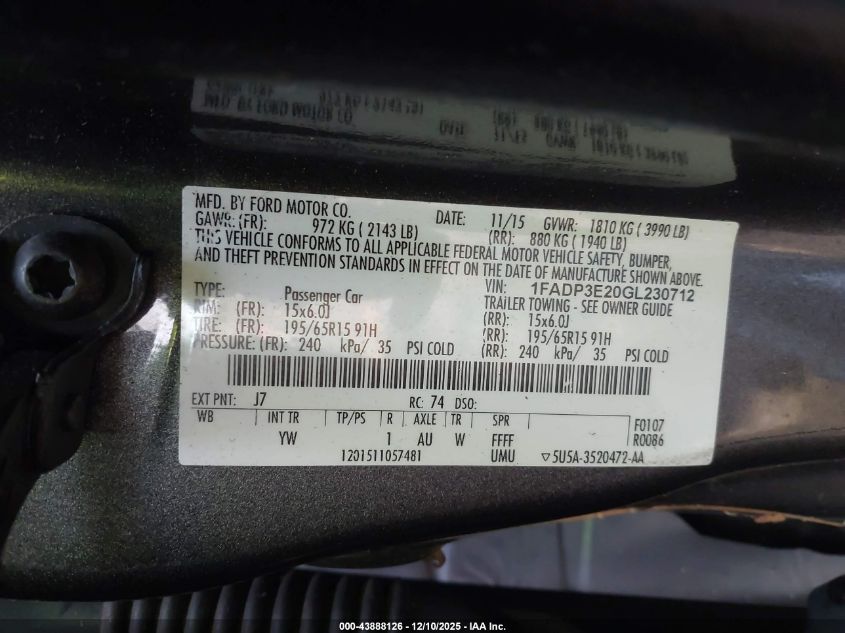 MFD. BY FORD MOTOR CO.
DATE: 11/15 GVWR: 1810 KG ( 3990 LB)
GAWR: (FR): 972 KG ( 2143 LB) (RR): 880 KG ( 1940 LB)
THIS VEHICLE CONFORMS TO ALL APPLICABLE FEDERAL MOTOR VEHICLE SAFETY, BUMPER,
AND THEFT PREVENTION STANDARDS IN EFFECT ON THE DATE OF MANUFACTURE SHOWN ABOVE.
VIN: 1FADP3E20GL230712
TYPE: Passenger Car TRAILER TOWING - SEE OWNER GUIDE
RIM: (FR): 15x6.0J (RR): 15x6.0J
TIRE: (FR): 195/65R15 91H (RR): 195/65R15 91H
PRESSURE: (FR): 240 kPa/ 35 PSI COLD (RR): 240 kPa/ 35 PSI COLD
EXT PNT: J7 RC: 74 DSO:
WB INT TR TP/PS R AXLE TR SPR F0107
YW 1 AU W FFFF R0086
1201511057481 UMU ▽5U5A-3520472-AA
000-43888126 - 12/10/2025 - IAA Inc.